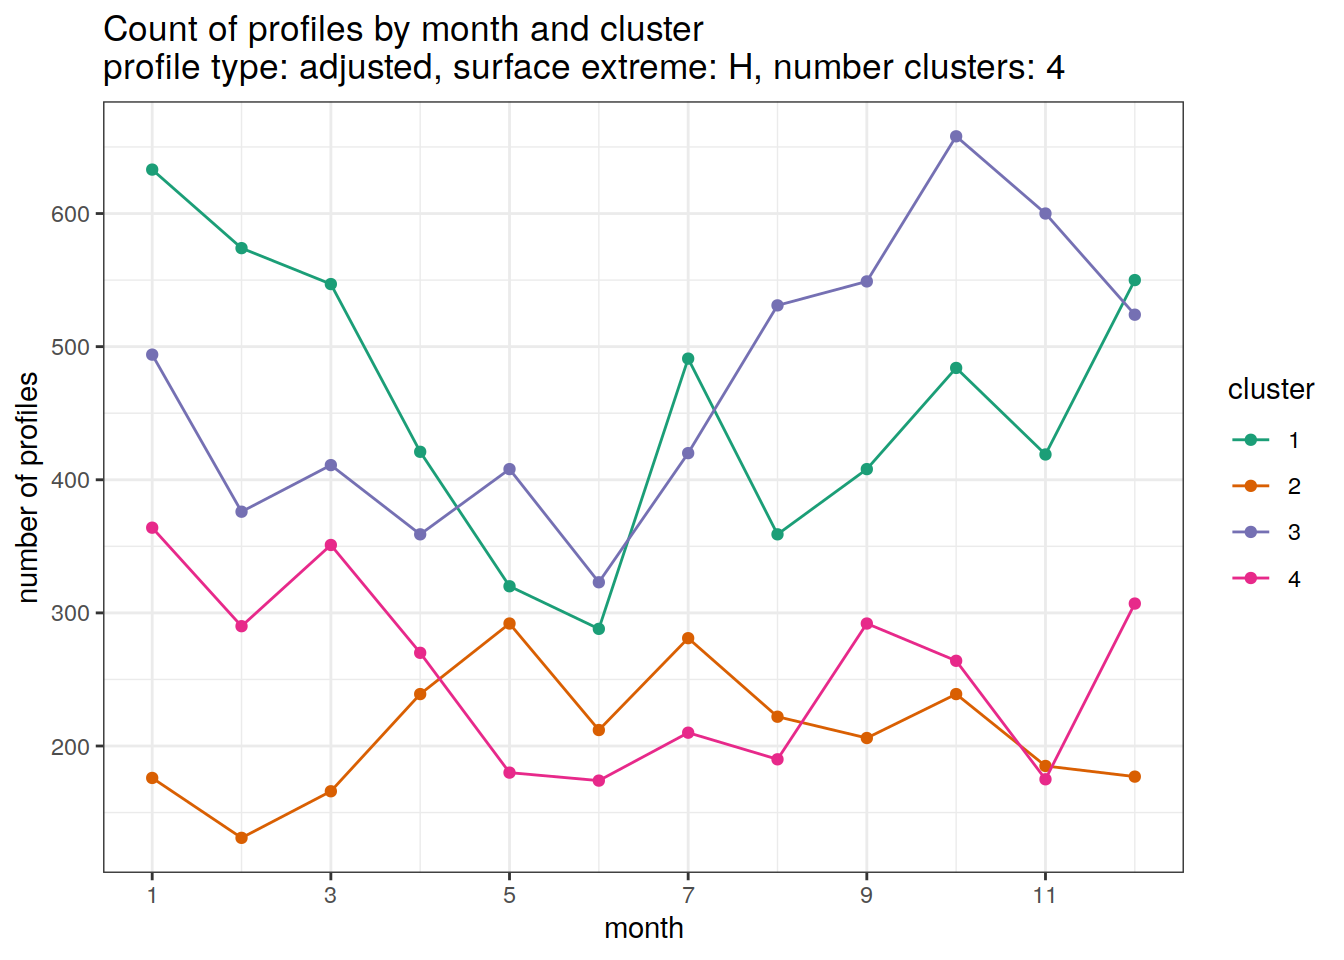 Count of profiles by month and cluster
profile type: adjusted, surface extreme: H, number clusters: 4
number of profiles
600
500
400
300
200
1 3 5 7 9 11
month
cluster
1
2
3
4